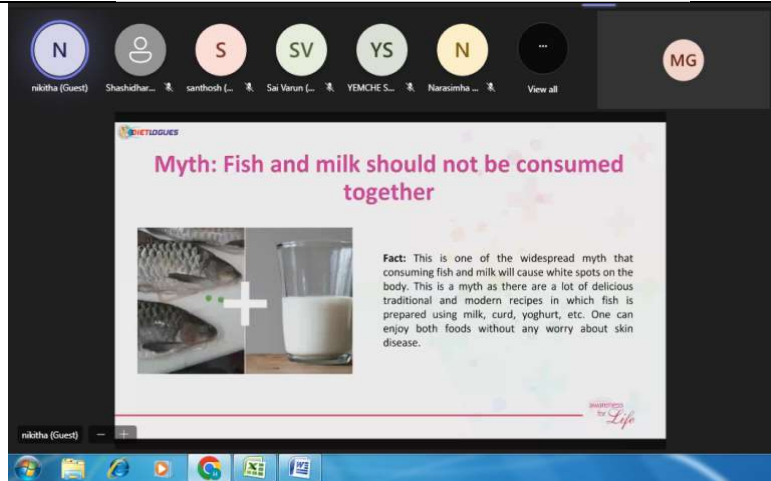 N
S
SV
YS
N
...
MG
nikitha (Guest)
Shashidhar...
santhosh (...
Sai Varun (...
YEMCHE S...
Narasimha ...
View all
DIETLOGUES
Myth: Fish and milk should not be consumed
together
Fact: This is one of the widespread myth that
consuming fish and milk will cause white spots on the
body. This is a myth as there are a lot of delicious
traditional and modern recipes in which fish is
prepared using milk, curd, yoghurt, etc. One can
enjoy both foods without any worry about skin
disease.
awareness
for Life
nikitha (Guest)